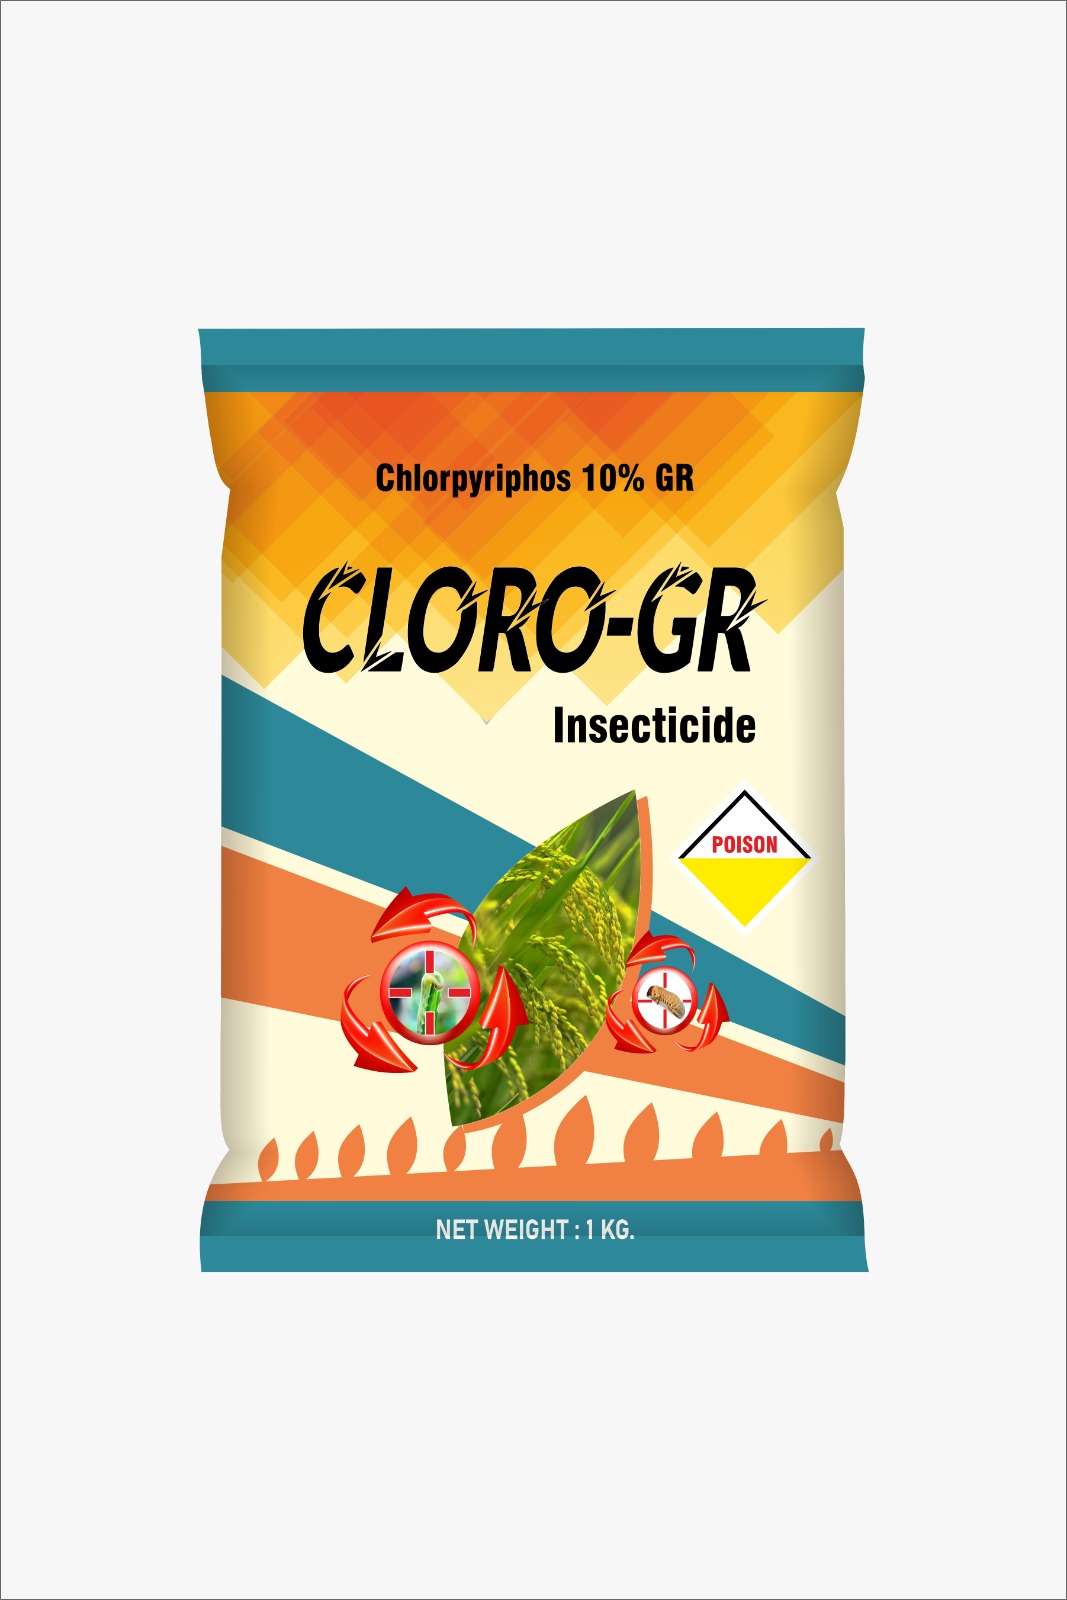 Chlorpyriphos 10% GR
CLORO-GR
Insecticide
POISON
NET WEIGHT : 1 KG.